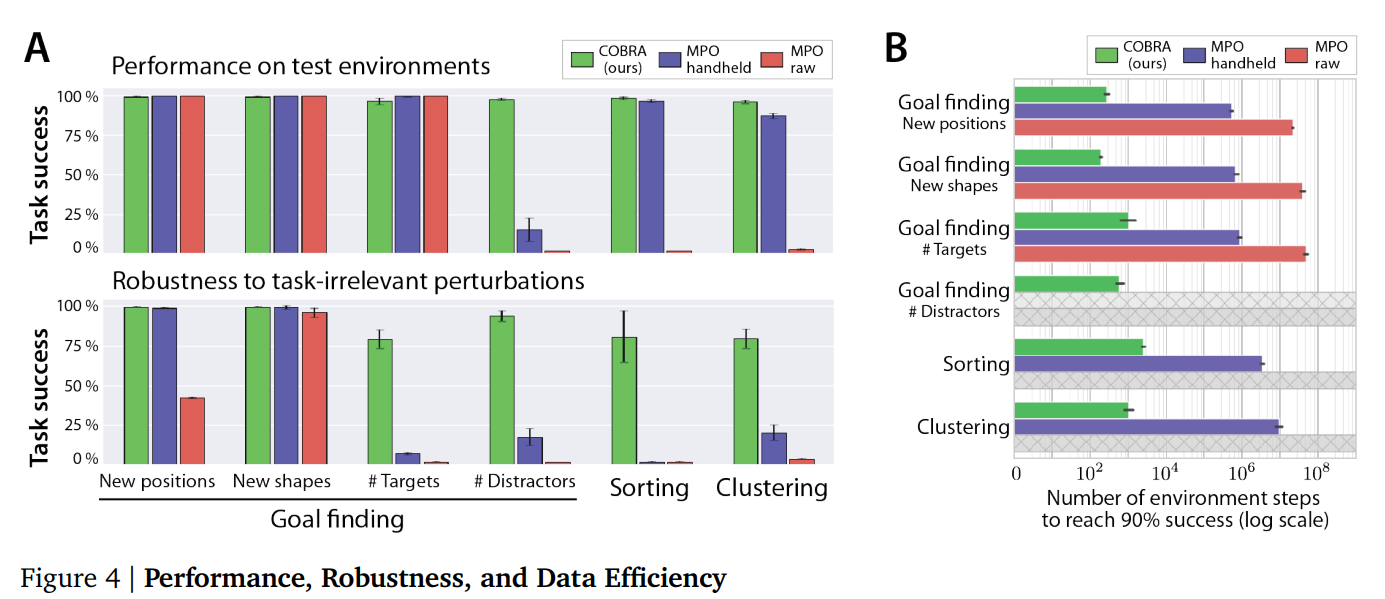 A
COBRA (ours) MPO handheld MPO raw
Performance on test environments
Task success
100 %
75 %
50 %
25 %
0 %
Robustness to task-irrelevant perturbations
Task success
100 %
75 %
50 %
25 %
0 %
New positions New shapes # Targets # Distractors Sorting Clustering
Goal finding
B
COBRA (ours) MPO handheld MPO raw
Goal finding
New positions
Goal finding
New shapes
Goal finding
# Targets
Goal finding
# Distractors
Sorting
Clustering
0 10² 10⁴ 10⁶ 10⁸
Number of environment steps
to reach 90% success (log scale)
Figure 4 | Performance, Robustness, and Data Efficiency